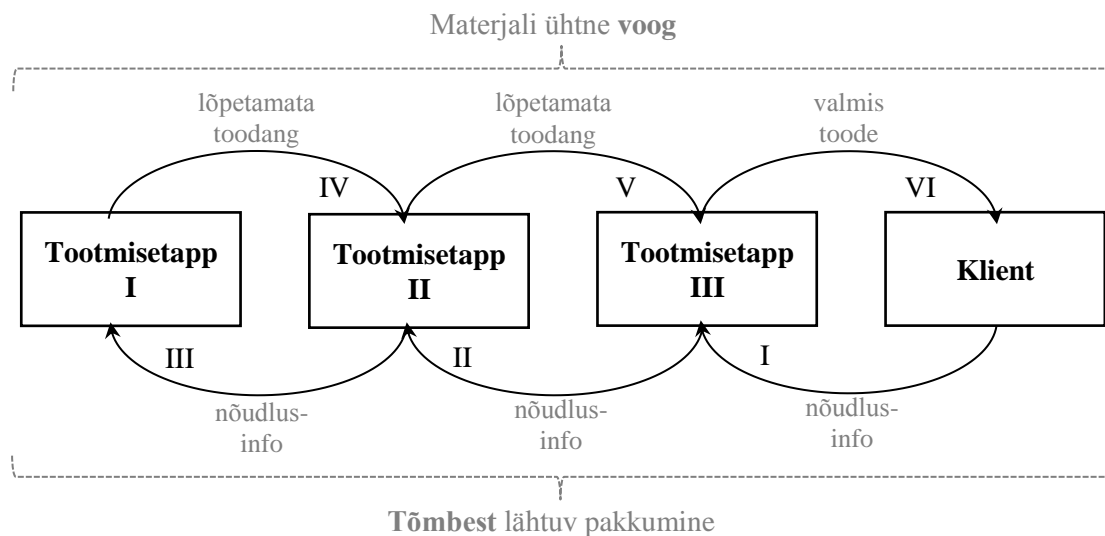 Materjali ühtne voog
lõpetamata
toodang
lõpetamata
toodang
valmis
toode
IV
V
VI
Tootmisetapp
I
Tootmisetapp
II
Tootmisetapp
III
Klient
III
II
I
nõudlus-
info
nõudlus-
info
nõudlus-
info
Tõmbest lähtuv pakkumine